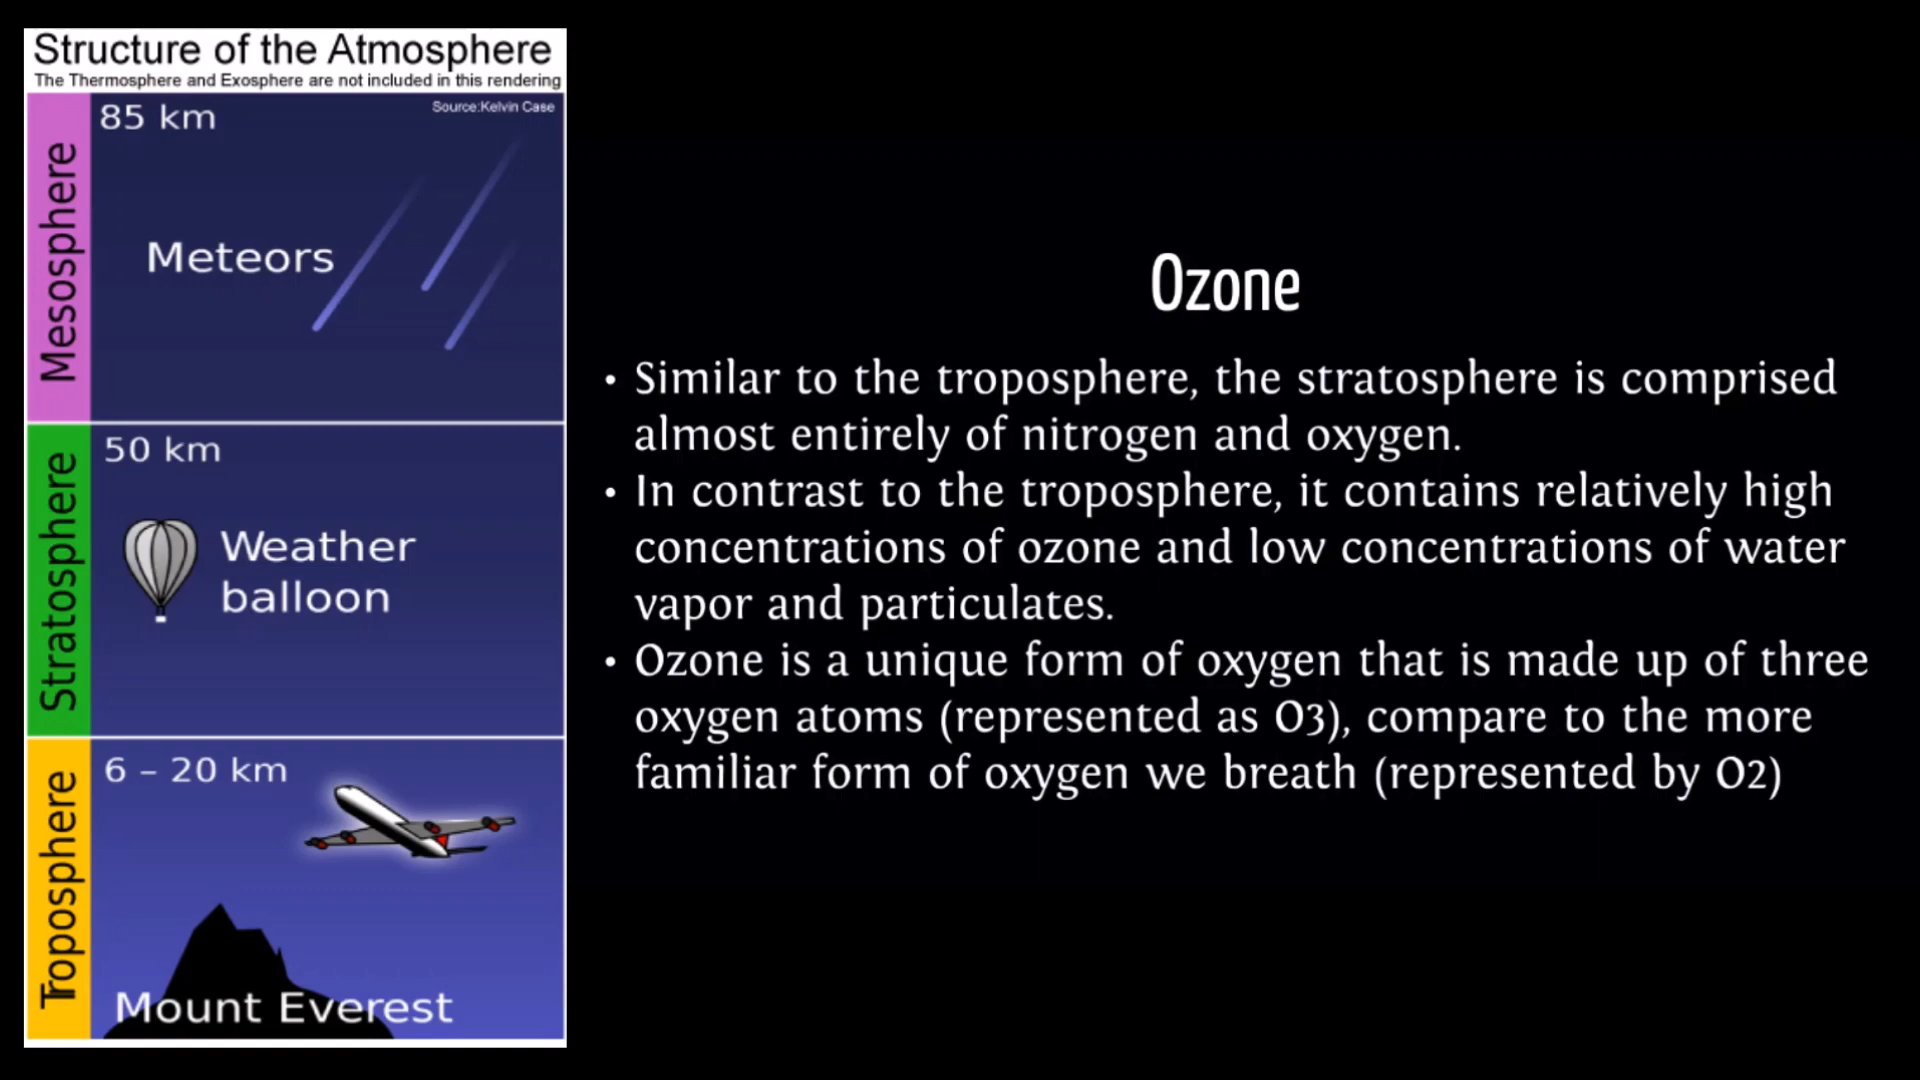 Structure of the Atmosphere
The Thermosphere and Exosphere are not included in this rendering
Source:Kelvin Case
85 km
Mesosphere
Meteors
50 km
Stratosphere
Weather
balloon
6 – 20 km
Troposphere
Mount Everest
Ozone
• Similar to the troposphere, the stratosphere is comprised
almost entirely of nitrogen and oxygen.
• In contrast to the troposphere, it contains relatively high
concentrations of ozone and low concentrations of water
vapor and particulates.
• Ozone is a unique form of oxygen that is made up of three
oxygen atoms (represented as O3), compare to the more
familiar form of oxygen we breath (represented by O2)